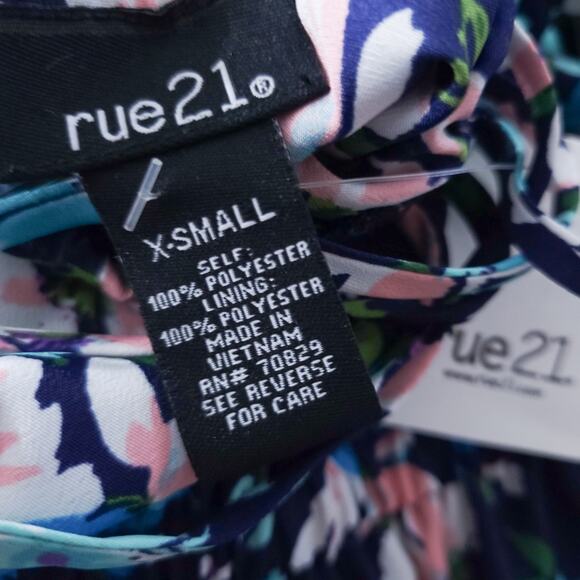 rue21®
X-SMALL
SELF:
100% POLYESTER
LINING:
100% POLYESTER
MADE IN
VIETNAM
RN# 70829
SEE REVERSE
FOR CARE
rue21